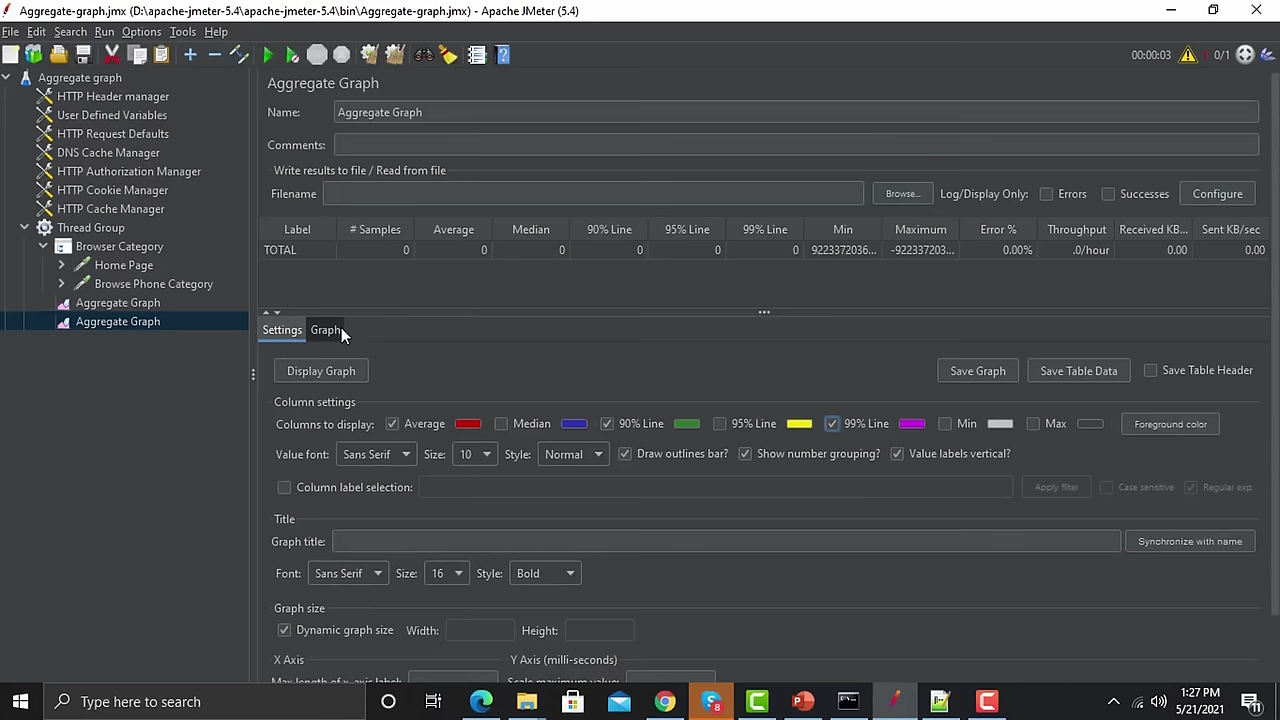 Aggregate-graph.jmx (D:\apache-jmeter-5.4\apache-jmeter-5.4\bin\Aggregate-graph.jmx) - Apache JMeter (5.4)
File Edit Search Run Options Tools Help
00:00:03 0/1
Aggregate graph
HTTP Header manager
User Defined Variables
HTTP Request Defaults
DNS Cache Manager
HTTP Authorization Manager
HTTP Cookie Manager
HTTP Cache Manager
Thread Group
Browser Category
Home Page
Browse Phone Category
Aggregate Graph
Aggregate Graph
Aggregate Graph
Name: Aggregate Graph
Comments:
Write results to file / Read from file
Filename Browse... Log/Display Only: Errors Successes Configure
Label # Samples Average Median 90% Line 95% Line 99% Line Min Maximum Error % Throughput Received KB... Sent KB/sec
TOTAL 0 0 0 0 0 0 9223372036... -922337203... 0.00% .0/hour 0.00 0.00
Settings Graph
Display Graph Save Graph Save Table Data Save Table Header
Column settings
Columns to display: Average Median 90% Line 95% Line 99% Line Min Max Foreground color
Value font: Sans Serif Size: 10 Style: Normal Draw outlines bar? Show number grouping? Value labels vertical?
Column label selection: Apply filter Case sensitive Regular exp.
Title
Graph title: Synchronize with name
Font: Sans Serif Size: 16 Style: Bold
Graph size
Dynamic graph size Width: Height:
X Axis Y Axis (milli-seconds)
Max length of x-axis label: Scale maximum value:
Type here to search
8
1:27 PM
5/21/2021
11